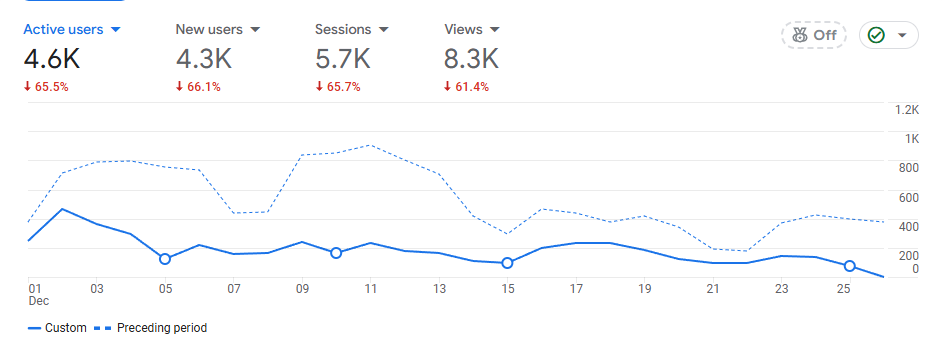 Active users New users Sessions Views Off
4.6K 4.3K 5.7K 8.3K
65.5% 66.1% 65.7% 61.4%
1.2K
1K
800
600
400
200
0
01 03 05 07 09 11 13 15 17 19 21 23 25
Dec
Custom Preceding period